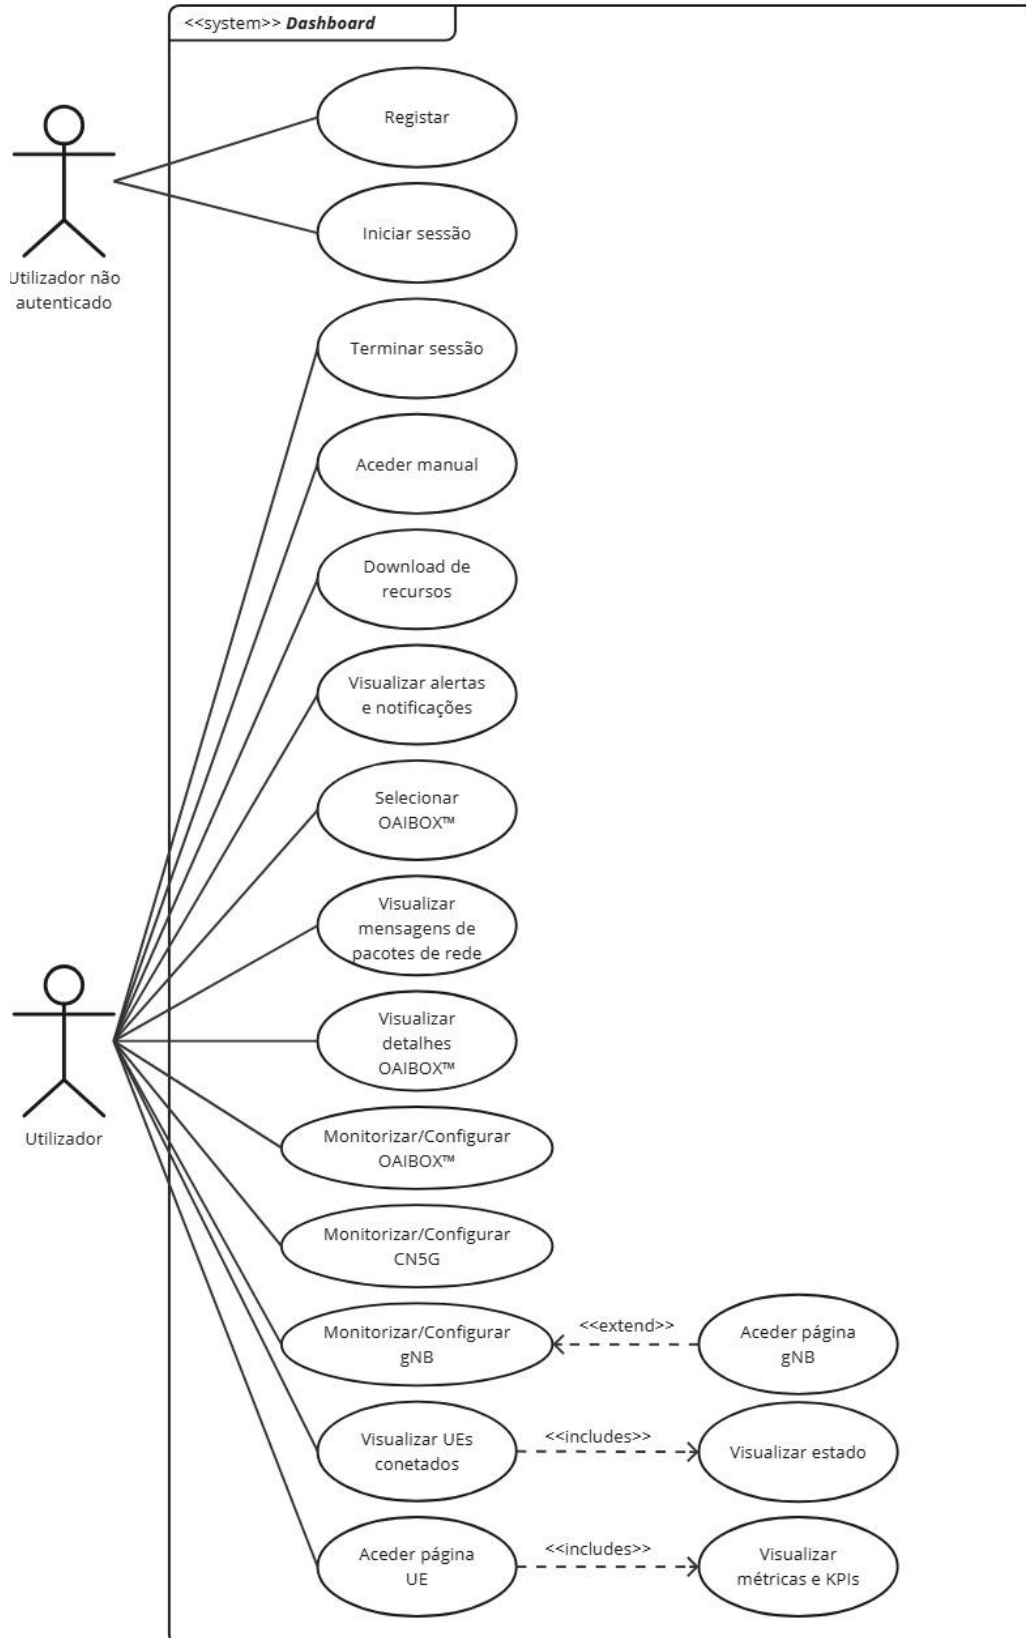 <<system>> Dashboard
Registar
Iniciar sessão
Utilizador não
autenticado
Terminar sessão
Aceder manual
Download de
recursos
Visualizar alertas
e notificações
Selecionar
OAIBOX™
Visualizar
mensagens de
pacotes de rede
Visualizar
detalhes
OAIBOX™
Utilizador
Monitorizar/Configurar
OAIBOX™
Monitorizar/Configurar
CN5G
Monitorizar/Configurar
gNB
<<extend>>
Aceder página
gNB
Visualizar UEs
conetados
<<includes>>
Visualizar estado
Aceder página
UE
<<includes>>
Visualizar
métricas e KPIs